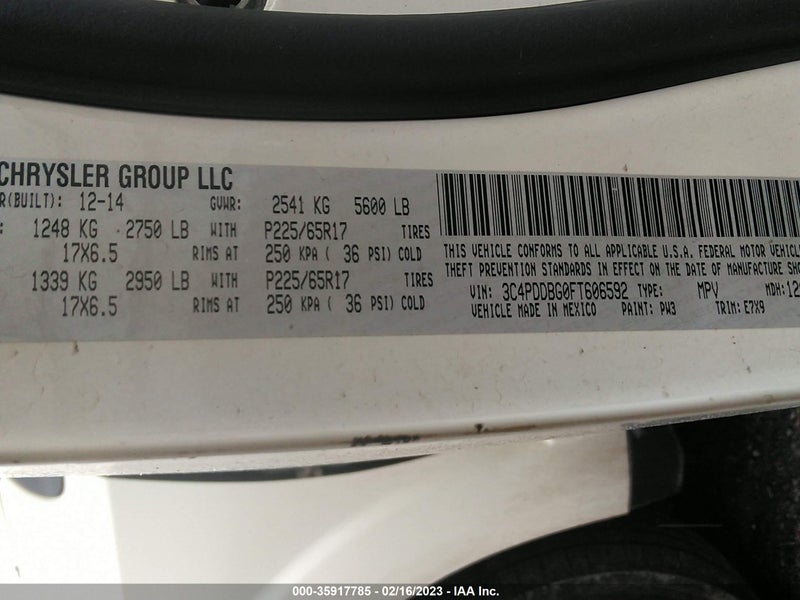 CHRYSLER GROUP LLC
R(BUILT): 12-14 GVWR: 2541 KG 5600 LB
: 1248 KG 2750 LB WITH P225/65R17 TIRES
17X6.5 RIMS AT 250 KPA ( 36 PSI) COLD
1339 KG 2950 LB WITH P225/65R17 TIRES
17X6.5 RIMS AT 250 KPA ( 36 PSI) COLD
THIS VEHICLE CONFORMS TO ALL APPLICABLE U.S.A. FEDERAL MOTOR VEHICLE
THEFT PREVENTION STANDARDS IN EFFECT ON THE DATE OF MANUFACTURE SHO
VIN: 3C4PDDBG0FT606592 TYPE: MPV MDH: 12
VEHICLE MADE IN MEXICO PAINT: PW3 TRIM: E7X9
000-35917785 - 02/16/2023 - IAA Inc.